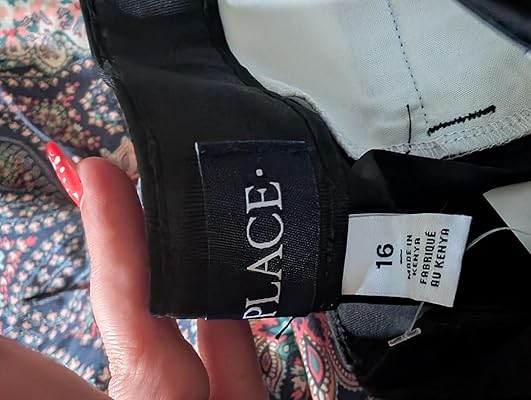 PLACE.
16
MADE IN
KENYA
FABRIQUÉ
AU KENYA